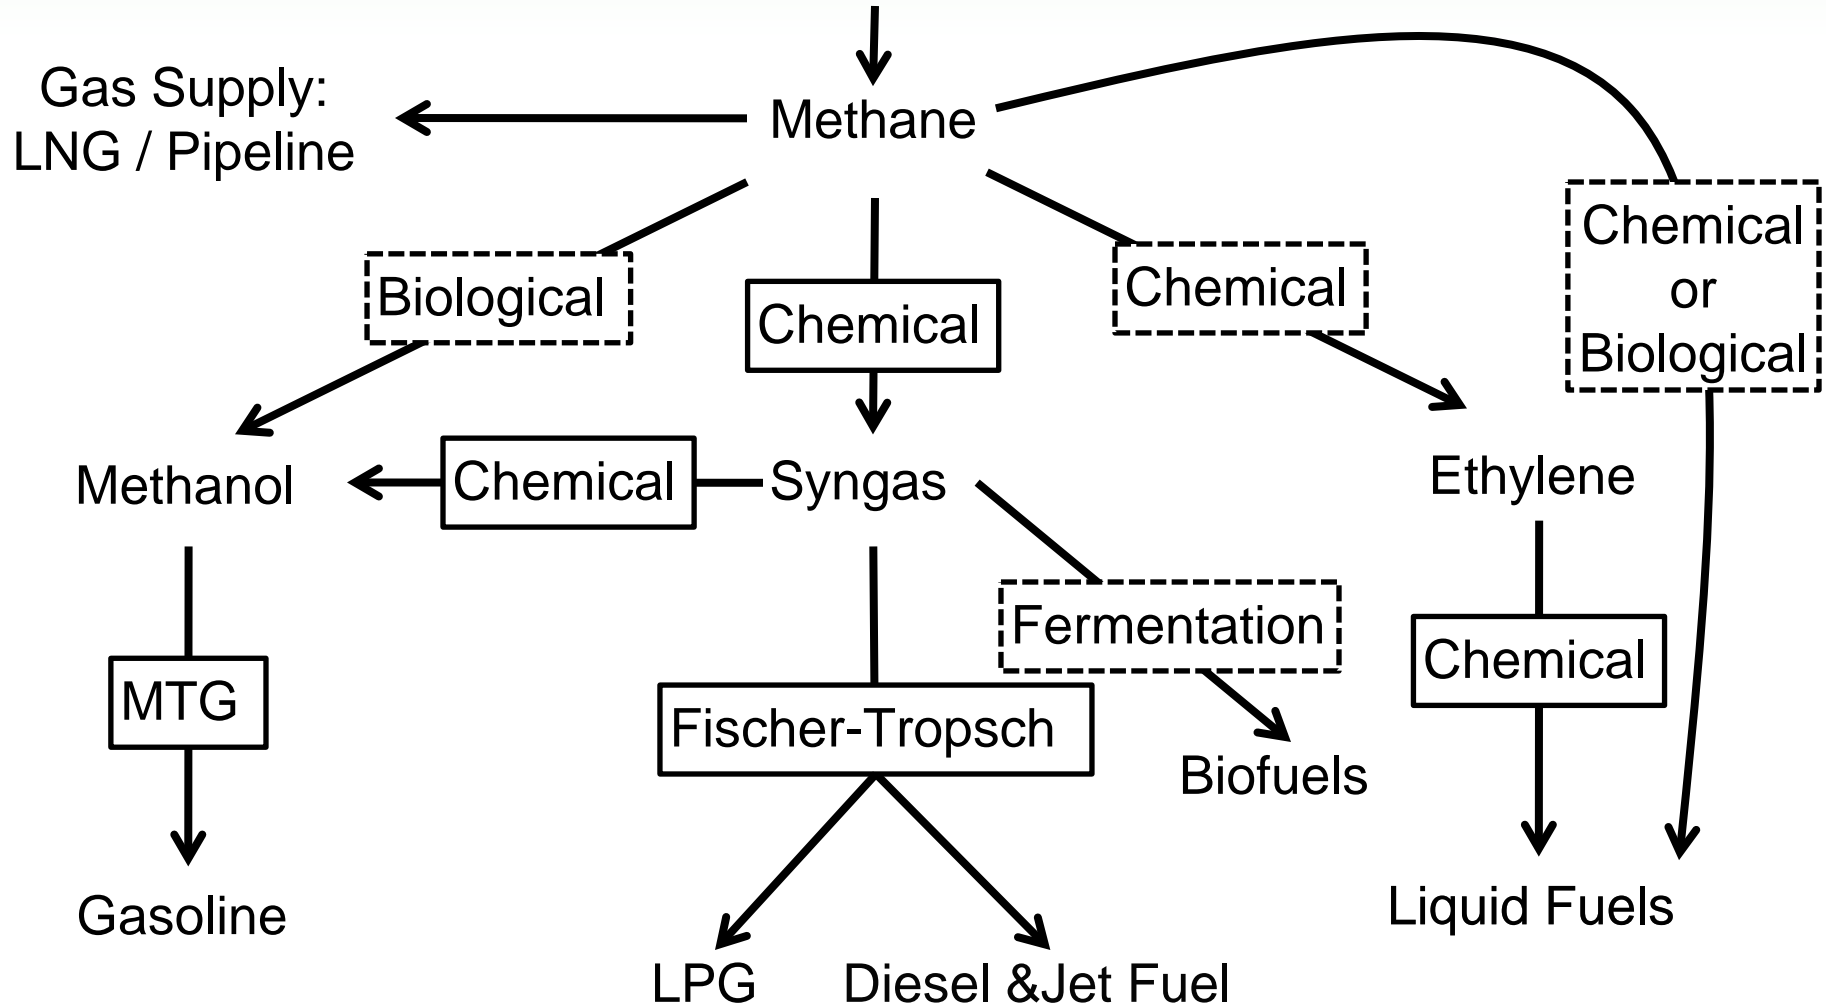 Gas Supply:
LNG / Pipeline
Methane
Chemical
or
Biological
Biological
Chemical
Chemical
Methanol
Chemical
Syngas
Ethylene
MTG
Fischer-Tropsch
Fermentation
Chemical
Biofuels
Gasoline
LPG
Diesel &Jet Fuel
Liquid Fuels